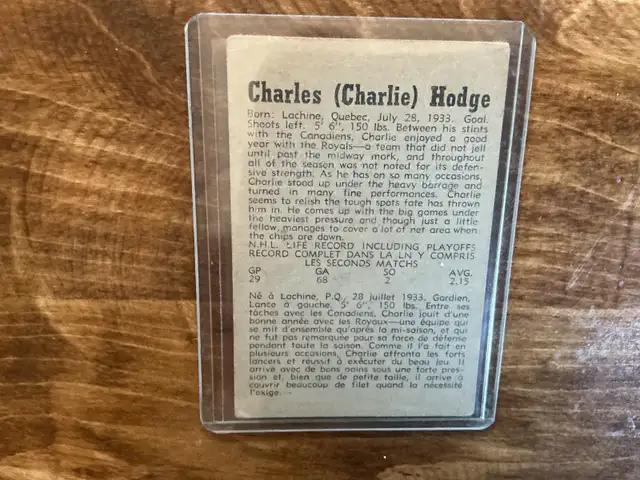 Charles (Charlie) Hodge
Born: Lachine, Quebec, July 28, 1933. Goal.
Shoots left. 5' 6", 150 lbs. Between his stints
with the Canadiens, Charlie enjoyed a good
year with the Royals—a team that did not jell
until past the midway mark, and throughout
all of the season was not noted for its defen-
sive strength. As he has on so many occasions,
Charlie stood up under the heavy barrage and
turned in many fine performances. Charlie
seems to relish the tough spots fate has thrown
him in. He comes up with the big games under
the heaviest pressure and though just a little
fellow, manages to cover a lot of net area when
the chips are down.
N.H.L. LIFE RECORD INCLUDING PLAYOFFS
RECORD COMPLET DANS LA LN Y COMPRIS
LES SECONDS MATCHS
GP GA SO AVG.
29 68 2 2.15
Né à Lachine, P.Q., 28 juillet 1933. Gardien,
Lance à gauche. 5' 6", 150 lbs. Entre ses
tâches avec les Canadiens, Charlie jouit d'une
bonne année avec les Royaux—une équipe qui
se mit d'ensemble qu'après la mi-saison, et qui
ne fut pas remarquée pour sa force de défense
pendant toute la saison. Comme il l'a fait en
plusieurs occasions, Charlie affronta les forts
lancers et réussit à exécuter du beau jeu. Il
arrive avec de bons gains sous une forte pres-
sion et, bien que de petite taille, il arrive à
couvrir beaucoup de filet quand la nécessité
l'exige.